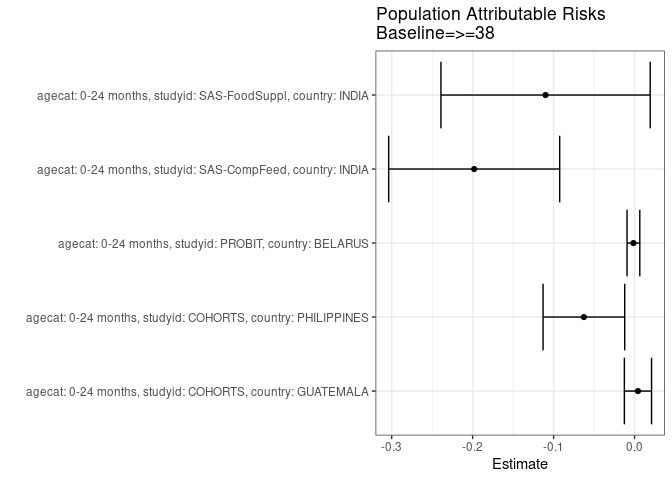 Population Attributable Risks
Baseline=>=38
agecat: 0-24 months, studyid: SAS-FoodSuppl, country: INDIA
agecat: 0-24 months, studyid: SAS-CompFeed, country: INDIA
agecat: 0-24 months, studyid: PROBIT, country: BELARUS
agecat: 0-24 months, studyid: COHORTS, country: PHILIPPINES
agecat: 0-24 months, studyid: COHORTS, country: GUATEMALA
-0.3 -0.2 -0.1 0.0
Estimate